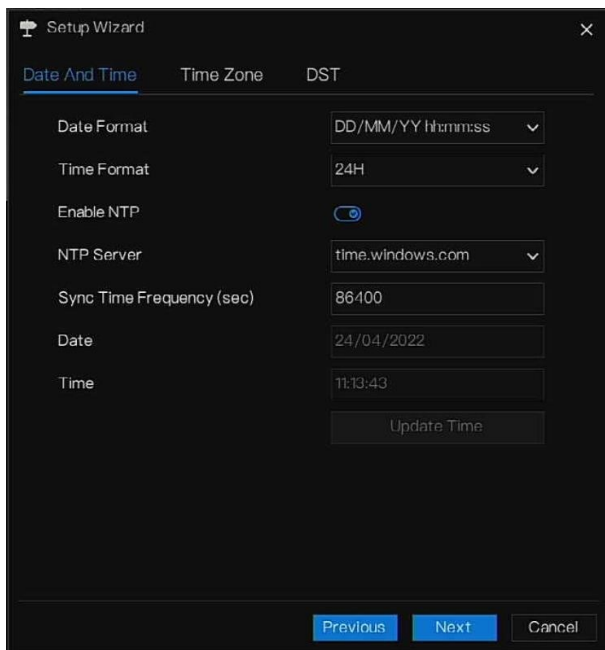 Setup Wizard
Date And Time Time Zone DST
Date Format DD/MM/YY hh:mm:ss
Time Format 24H
Enable NTP
NTP Server time.windows.com
Sync Time Frequency (sec) 86400
Date 24/04/2022
Time 11:13:43
Update Time
Previous Next Cancel